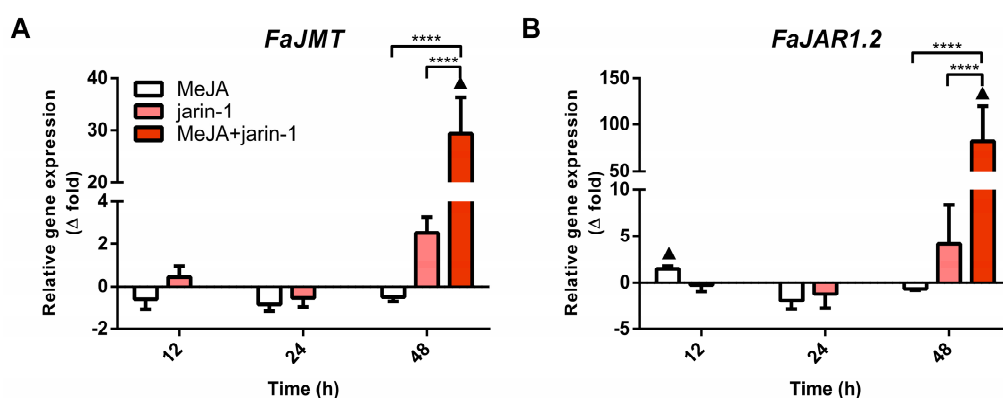 A
FaJMT
Relative gene expression
(Δ fold)
40
30
20
4
2
0
-2
MeJA
jarin-1
MeJA+jarin-1
****
****
12
24
48
Time (h)
B
FaJAR1.2
Relative gene expression
(Δ fold)
150
100
50
10
5
0
-5
****
****
12
24
48
Time (h)